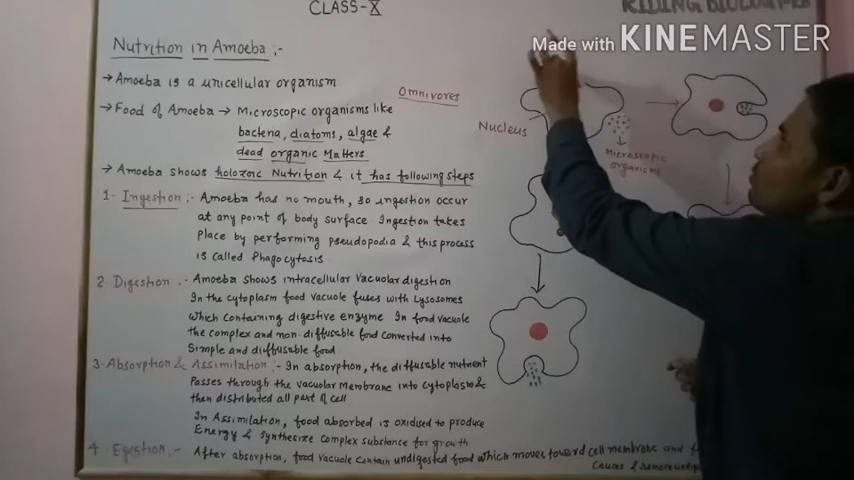 CLASS-X
RIDING BIOLOGY
Made with KINEMASTER
Nutrition in Amoeba :-
→ Amoeba is a unicellular organism
→ Food of Amoeba → Microscopic organisms like
bacteria, diatoms, algae &
dead organic Matters
Omnivores
→ Amoeba shows holozoic Nutrition & it has following steps
1- Ingestion :- Amoeba has no mouth, so ingestion occur
at any point of body surface Ingestion takes
Place by performing pseudopodia & this process
is called Phagocytosis
2. Digestion :- Amoeba shows intracellular vacuolar digestion
In the cytoplasm food vacuole fuses with Lysosomes
which containing digestive enzyme In food vacuole
the complex and non-diffusable food converted into
Simple and diffusable food
3. Absorption & Assimilation :- In absorption, the diffusable nutrient
Passes through the vacuolar Membrane into cytoplasm &
then distributed all part of cell
In Assimilation, food absorbed is oxidised to produce
Energy & synthesize complex substance for growth
4 Egestion :- After absorption, food vacuole contain undigested food which moves toward cell membrane and
causes &
Nucleus
Microscopic
organisms